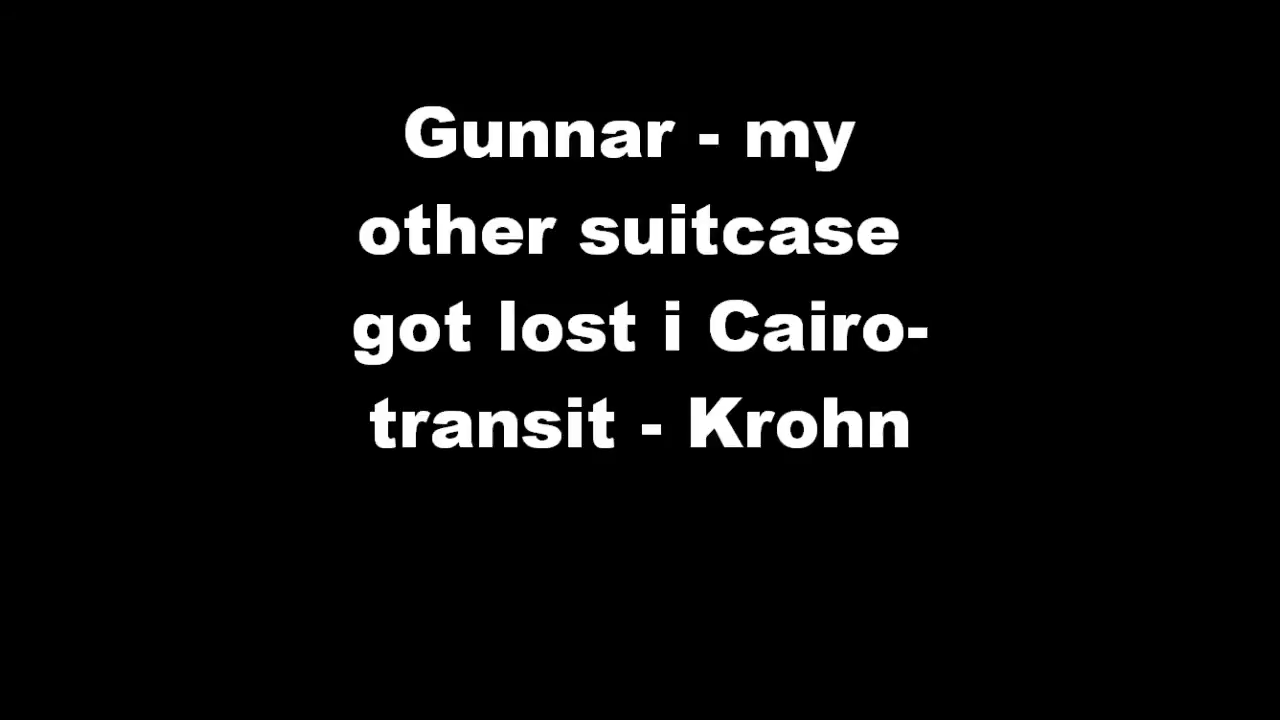 Gunnar - my
other suitcase
got lost i Cairo-
transit - Krohn